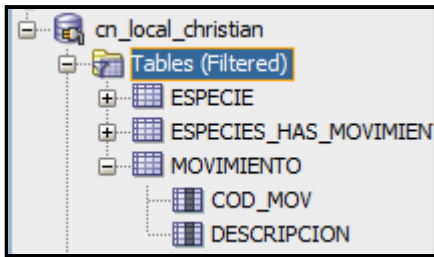 cn_local_christian
Tables (Filtered)
ESPECIE
ESPECIES_HAS_MOVIMIEN
MOVIMIENTO
COD_MOV
DESCRIPCION